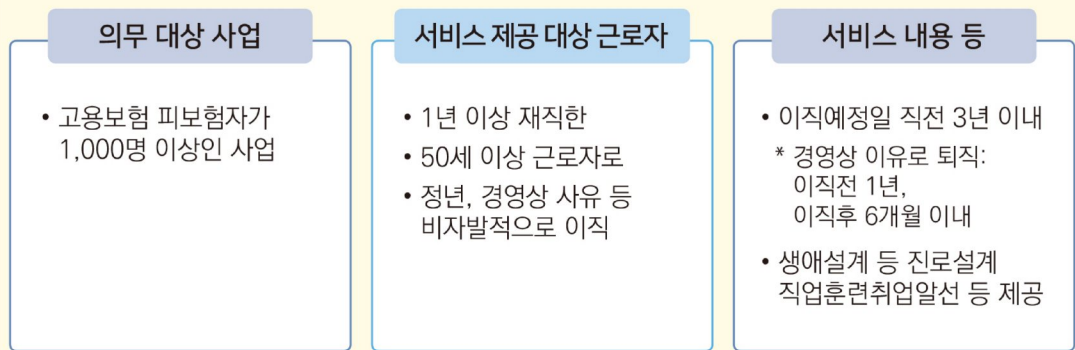 의무 대상 사업
• 고용보험 피보험자가
1,000명 이상인 사업
서비스 제공 대상 근로자
• 1년 이상 재직한
• 50세 이상 근로자로
• 정년, 경영상 사유 등
비자발적으로 이직
서비스 내용 등
• 이직예정일 직전 3년 이내
* 경영상 이유로 퇴직:
이직전 1년,
이직후 6개월 이내
• 생애설계 등 진로설계
직업훈련취업알선 등 제공